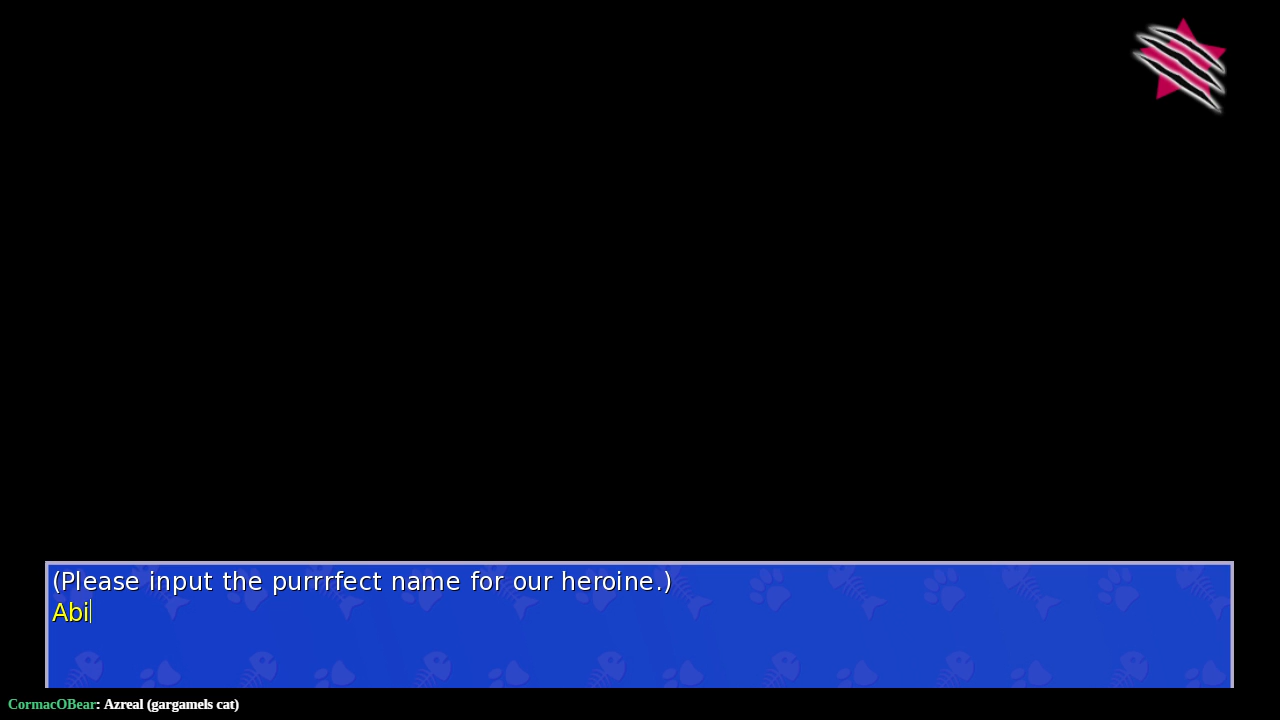 (Please input the purrrfect name for our heroine.)
Abi
CormacOBear: Azreal (gargamels cat)